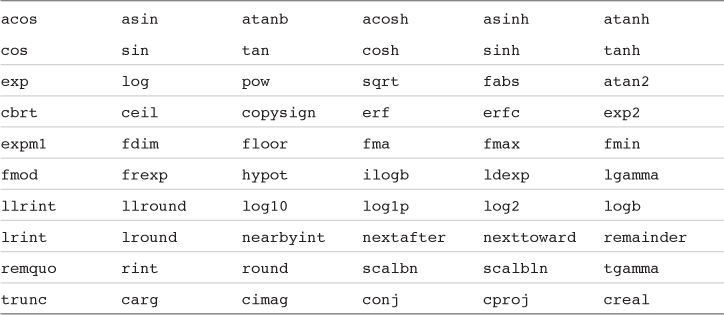 acos asin atanb acosh asinh atanh
cos sin tan cosh sinh tanh
exp log pow sqrt fabs atan2
cbrt ceil copysign erf erfc exp2
expm1 fdim floor fma fmax fmin
fmod frexp hypot ilogb ldexp lgamma
llrint llround log10 log1p log2 logb
lrint lround nearbyint nextafter nexttoward remainder
remquo rint round scalbn scalbln tgamma
trunc carg cimag conj cproj creal